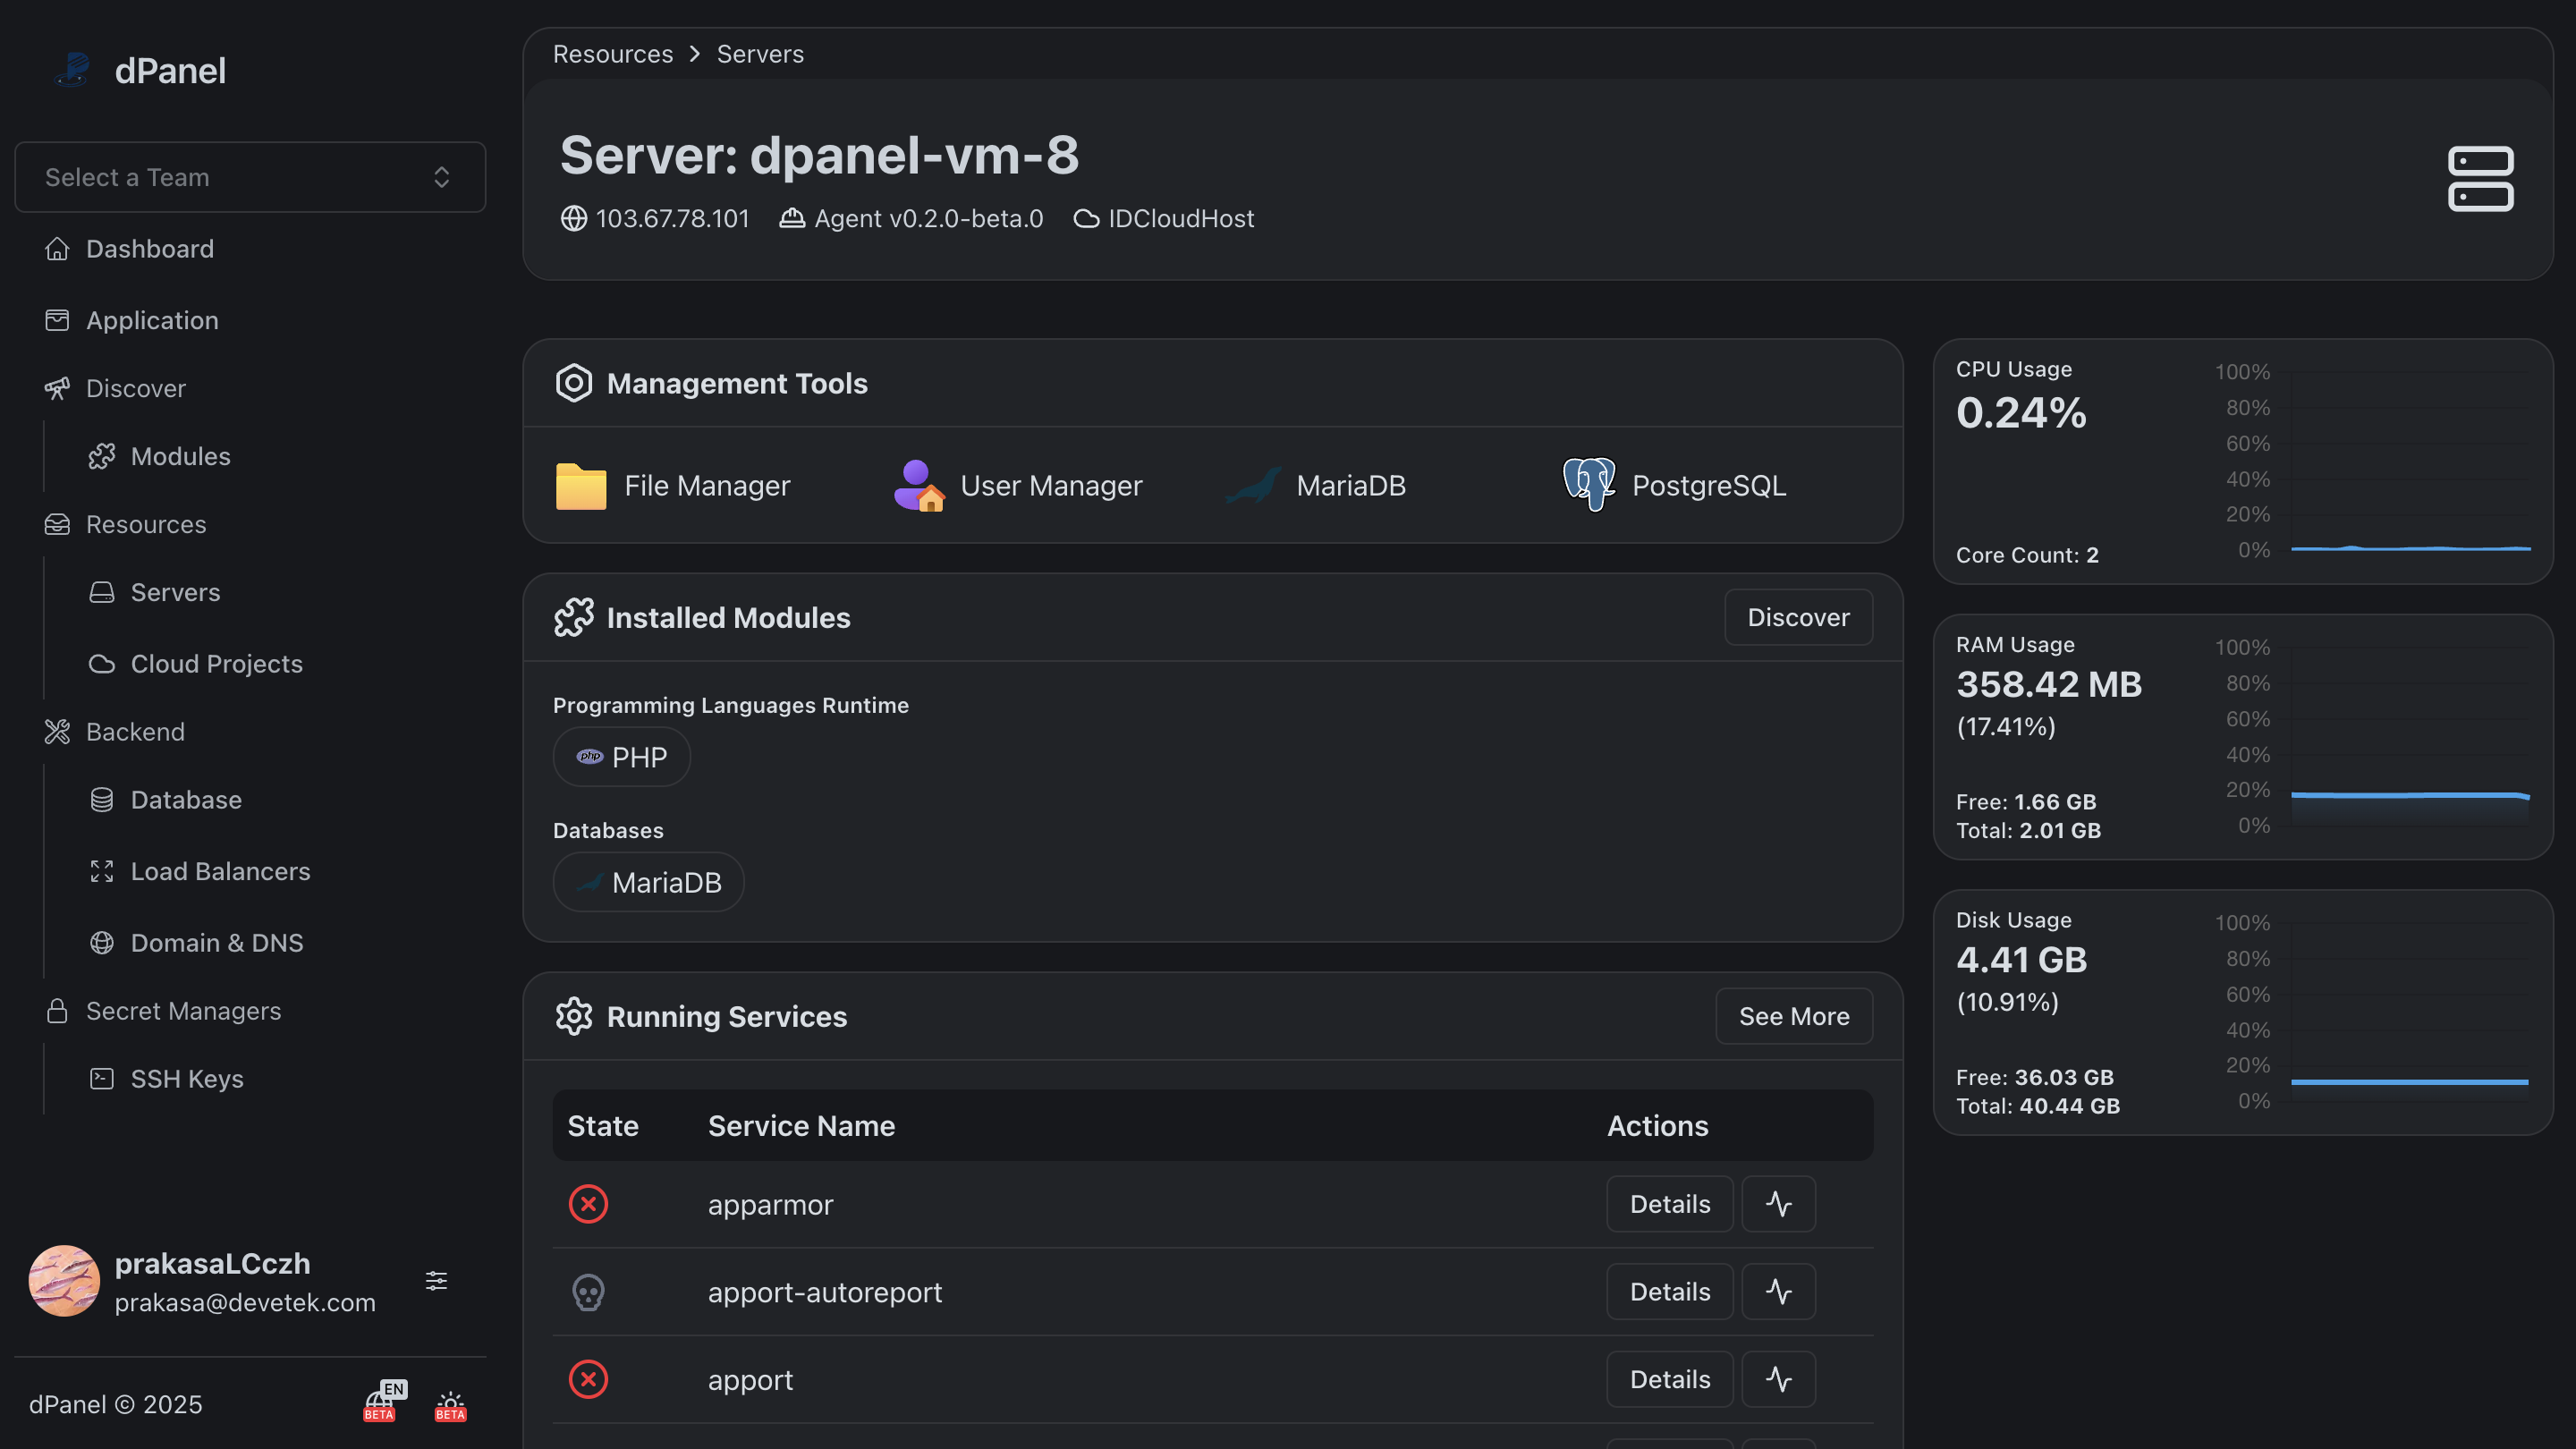 dPanel
Select a Team
Dashboard
Application
Discover
Modules
Resources
Servers
Cloud Projects
Backend
Database
Load Balancers
Domain & DNS
Secret Managers
SSH Keys
prakasaLCczh
prakasa@devetek.com
dPanel © 2025
EN
BETA
BETA
Resources > Servers
Server: dpanel-vm-8
103.67.78.101 Agent v0.2.0-beta.0 IDCloudHost
Management Tools
File Manager
User Manager
MariaDB
PostgreSQL
Installed Modules
Discover
Programming Languages Runtime
php PHP
Databases
MariaDB
Running Services
See More
State Service Name Actions
apparmor Details
apport-autoreport Details
apport Details
CPU Usage
0.24%
Core Count: 2
100%
80%
60%
40%
20%
0%
RAM Usage
358.42 MB
(17.41%)
Free: 1.66 GB
Total: 2.01 GB
100%
80%
60%
40%
20%
0%
Disk Usage
4.41 GB
(10.91%)
Free: 36.03 GB
Total: 40.44 GB
100%
80%
60%
40%
20%
0%